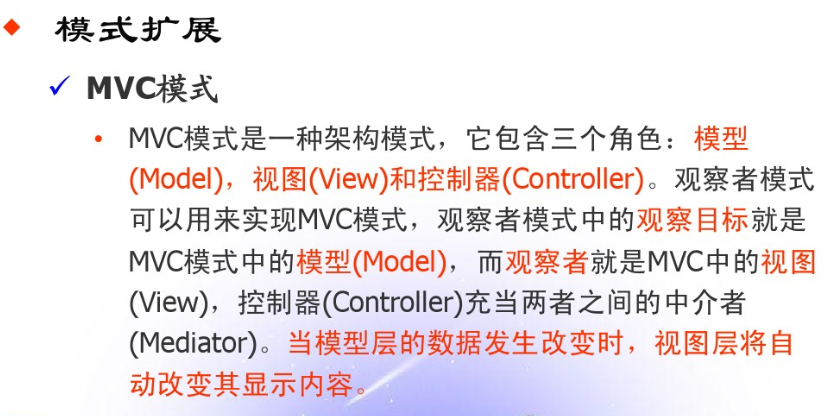 模式扩展
MVC模式
MVC模式是一种架构模式，它包含三个角色：模型
(Model)，视图(View)和控制器(Controller)。观察者模式
可以用来实现MVC模式，观察者模式中的观察目标就是
MVC模式中的模型(Model)，而观察者就是MVC中的视图
(View)，控制器(Controller)充当两者之间的中介者
(Mediator)。当模型层的数据发生改变时，视图层将自
动改变其显示内容。